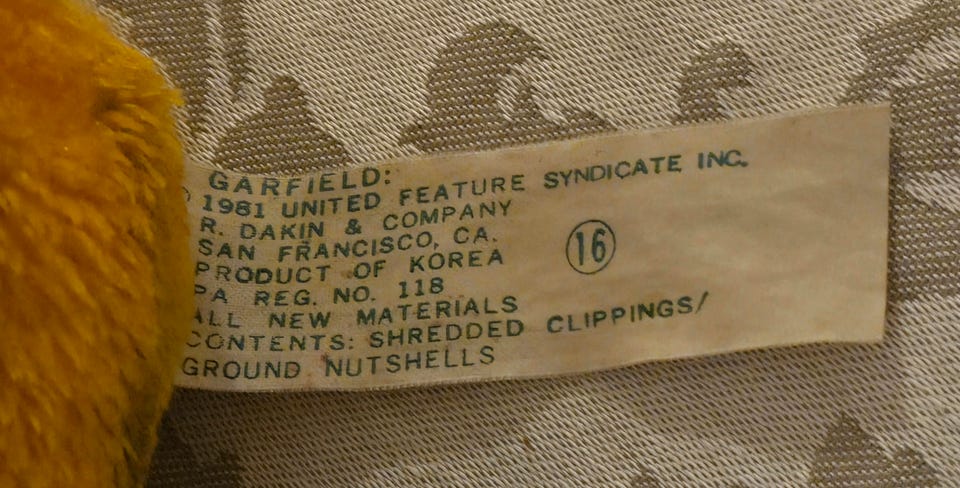 GARFIELD:
1981 UNITED FEATURE SYNDICATE INC.
R. DAKIN & COMPANY
SAN FRANCISCO, CA.
PRODUCT OF KOREA
PA REG. NO. 118
ALL NEW MATERIALS
CONTENTS: SHREDDED CLIPPINGS/
GROUND NUTSHELLS
16